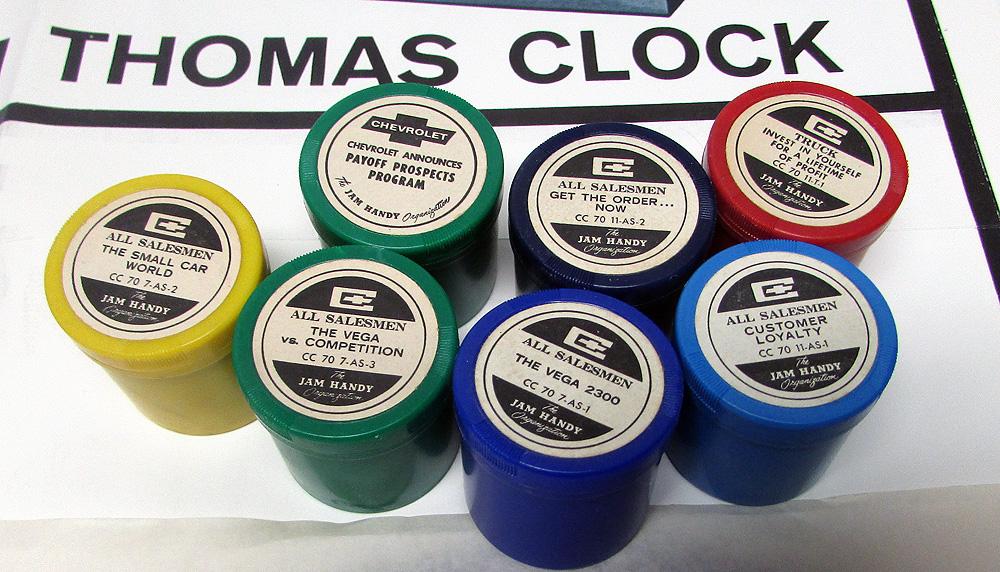 THOMAS CLOCK
CHEVROLET
CHEVROLET ANNOUNCES
PAYOFF PROSPECTS
PROGRAM
The JAM HANDY Organization
ALL SALESMEN
GET THE ORDER...
NOW
CC 70 11-AS-2
The
JAM HANDY
Organization
TRUCK
INVEST IN YOURSELF
FOR A LIFETIME
OF PROFIT
CC 70 11-T-1
The
JAM HANDY
Organization
ALL SALESMEN
THE SMALL CAR
WORLD
CC 70 7-AS-2
The
JAM HANDY
Organization
ALL SALESMEN
THE VEGA
vs. COMPETITION
CC 70 7-AS-3
The
JAM HANDY
Organization
ALL SALESMEN
THE VEGA 2300
CC 70 7-AS-1
The
JAM HANDY
Organization
ALL SALESMEN
CUSTOMER
LOYALTY
CC 70 11-AS-1
The
JAM HANDY
Organization